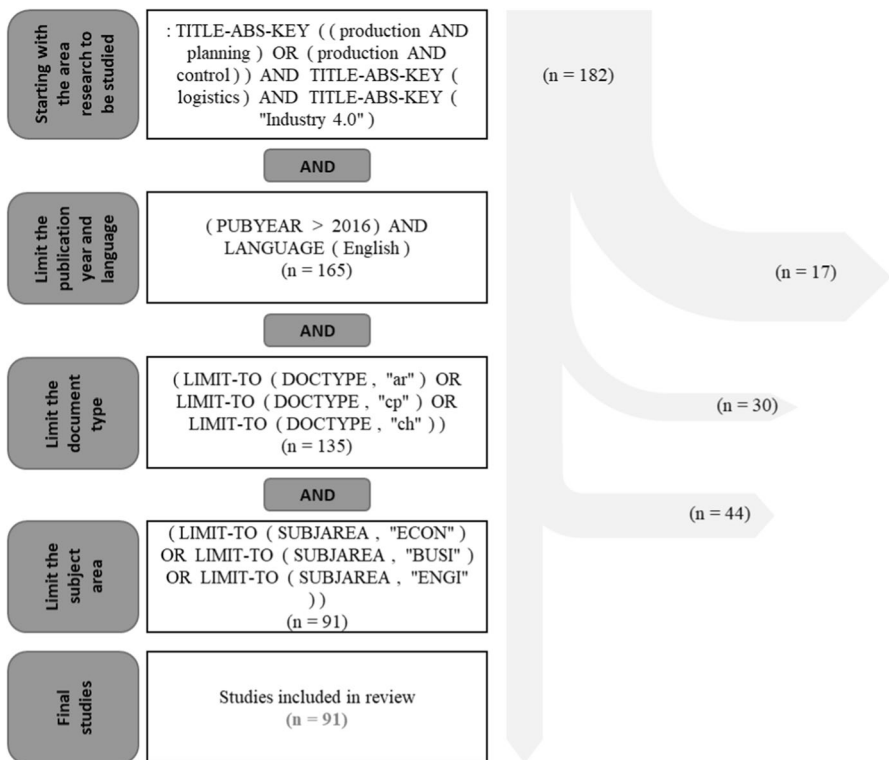 Starting with
the area
research to
be studied
: TITLE-ABS-KEY ( ( production AND
planning ) OR ( production AND
control ) ) AND TITLE-ABS-KEY (
logistics ) AND TITLE-ABS-KEY (
"Industry 4.0" )
(n = 182)
AND
Limit the
publication
year and
language
( PUBYEAR > 2016 ) AND
LANGUAGE ( English )
(n = 165)
(n = 17)
AND
Limit the
document
type
( LIMIT-TO ( DOCTYPE , "ar" ) OR
LIMIT-TO ( DOCTYPE , "cp" ) OR
LIMIT-TO ( DOCTYPE , "ch" ) )
(n = 135)
(n = 30)
AND
Limit the
subject
area
( LIMIT-TO ( SUBJAREA , "ECON" )
OR LIMIT-TO ( SUBJAREA , "BUSI" )
OR LIMIT-TO ( SUBJAREA , "ENGI"
) )
(n = 91)
(n = 44)
Final
studies
Studies included in review
(n = 91)